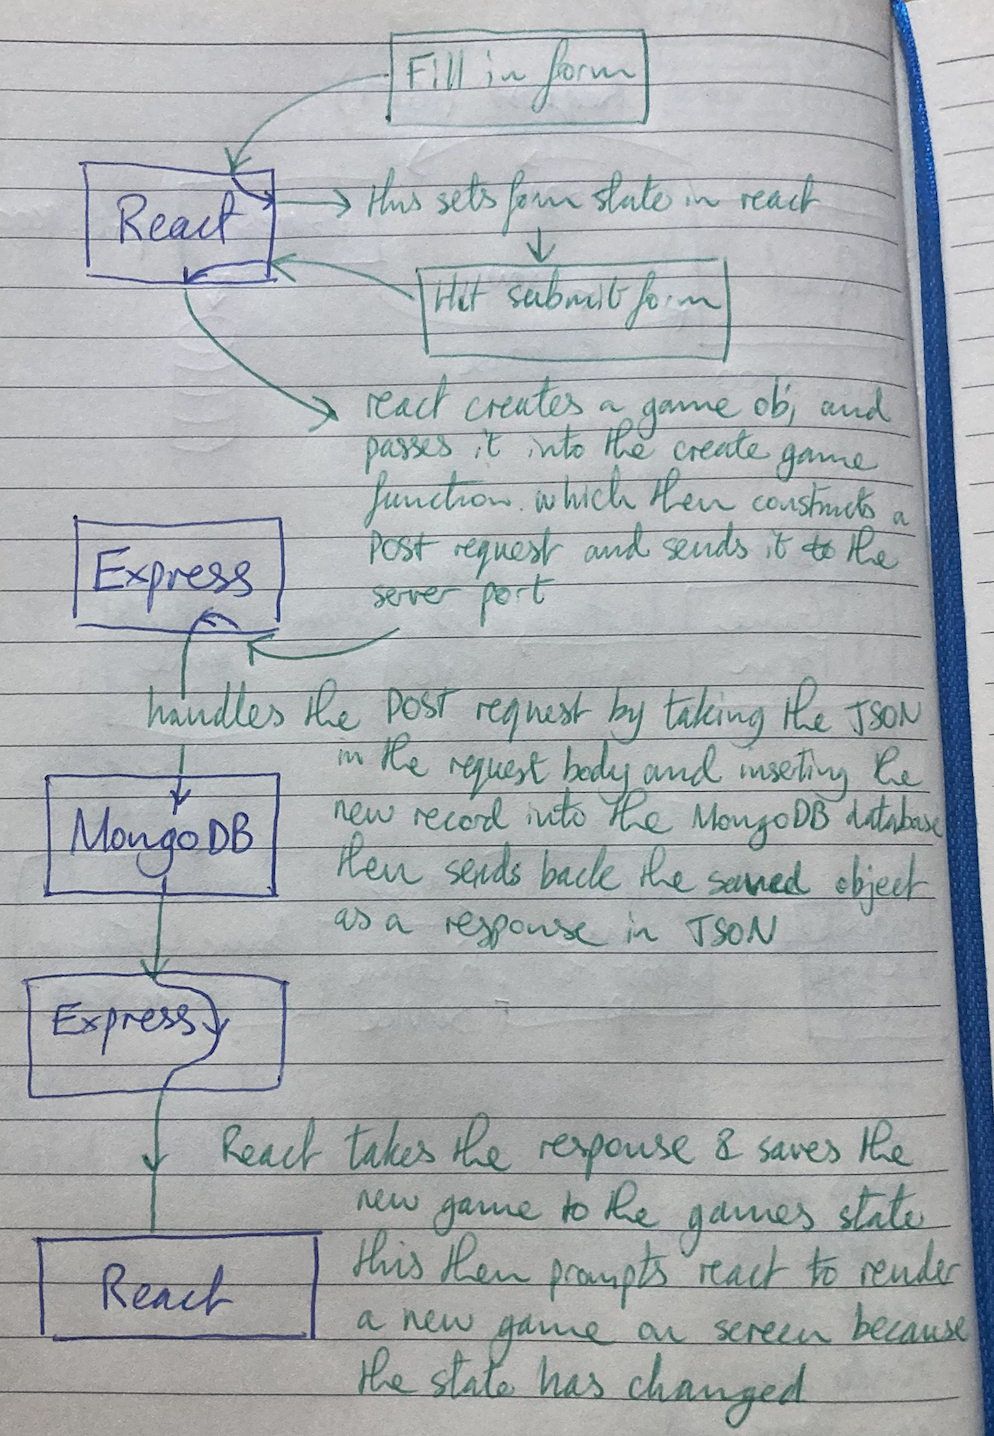 Fill in form
React
this sets form state in react
Hit submit form
react creates a game obj and
passes it into the create game
function. which then constructs a
POST request and sends it to the
server port
Express
handles the POST request by taking the JSON
in the request body and inseting the
new record into the MongoDB database
then sends back the saved object
as a response in JSON
MongoDB
Express
React takes the response & saves the
new game to the games state
this then prompts react to render
a new game on screen because
the state has changed
React